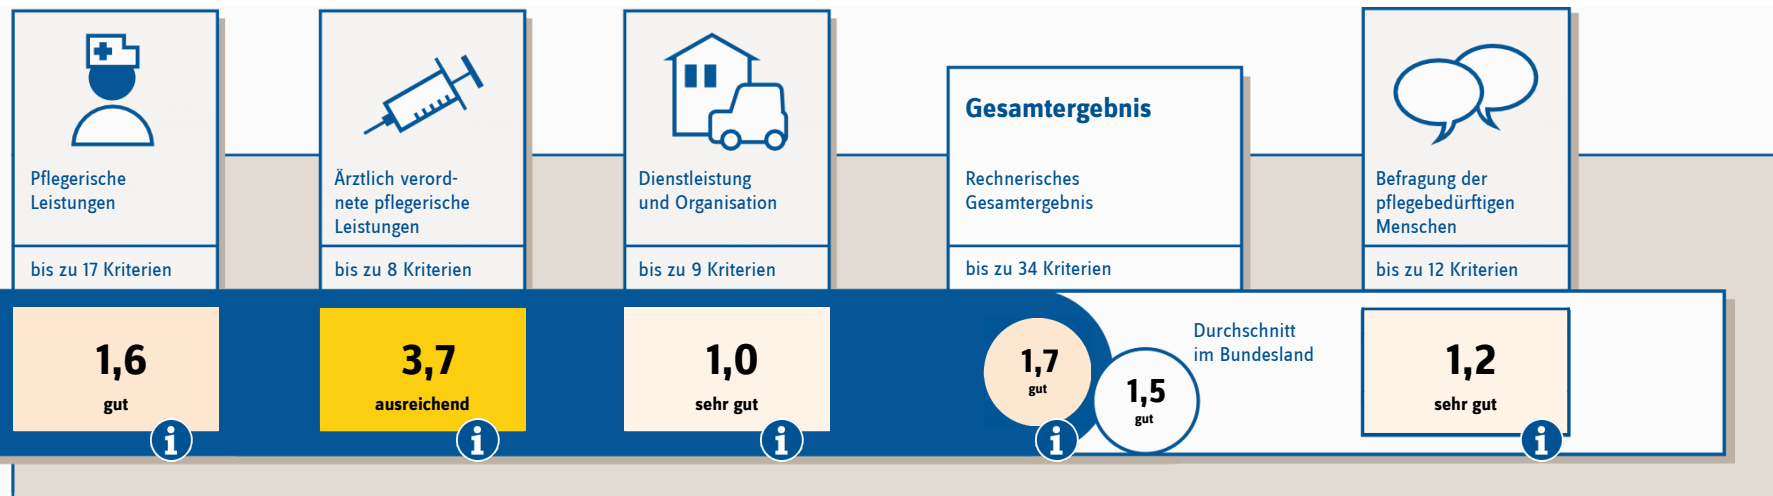 Pflegerische
Leistungen
bis zu 17 Kriterien
1,6
gut
i
Ärztlich verord-
nete pflegerische
Leistungen
bis zu 8 Kriterien
3,7
ausreichend
i
Dienstleistung
und Organisation
bis zu 9 Kriterien
1,0
sehr gut
i
Gesamtergebnis
Rechnerisches
Gesamtergebnis
bis zu 34 Kriterien
1,7
gut
i
1,5
gut
Durchschnitt
im Bundesland
Befragung der
pflegebedürftigen
Menschen
bis zu 12 Kriterien
1,2
sehr gut
i